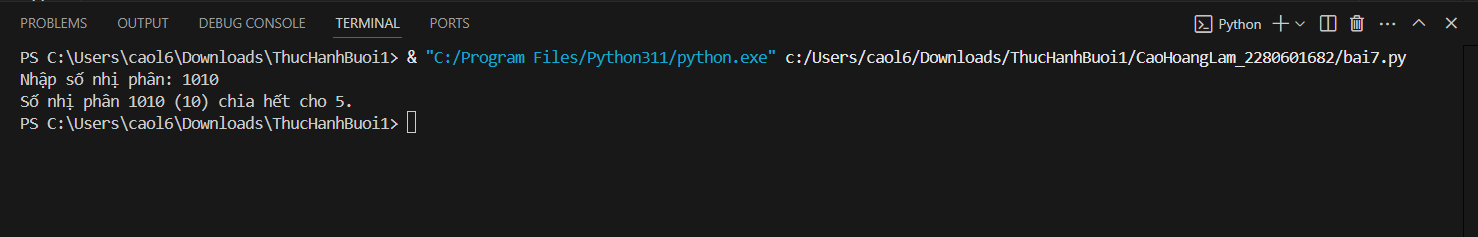 PROBLEMS OUTPUT DEBUG CONSOLE TERMINAL PORTS Python
PS C:\Users\caol6\Downloads\ThucHanhBuoi1> & "C:/Program Files/Python311/python.exe" c:/Users/caol6/Downloads/ThucHanhBuoi1/CaoHoangLam_2280601682/bai7.py
Nhập số nhị phân: 1010
Số nhị phân 1010 (10) chia hết cho 5.
PS C:\Users\caol6\Downloads\ThucHanhBuoi1>